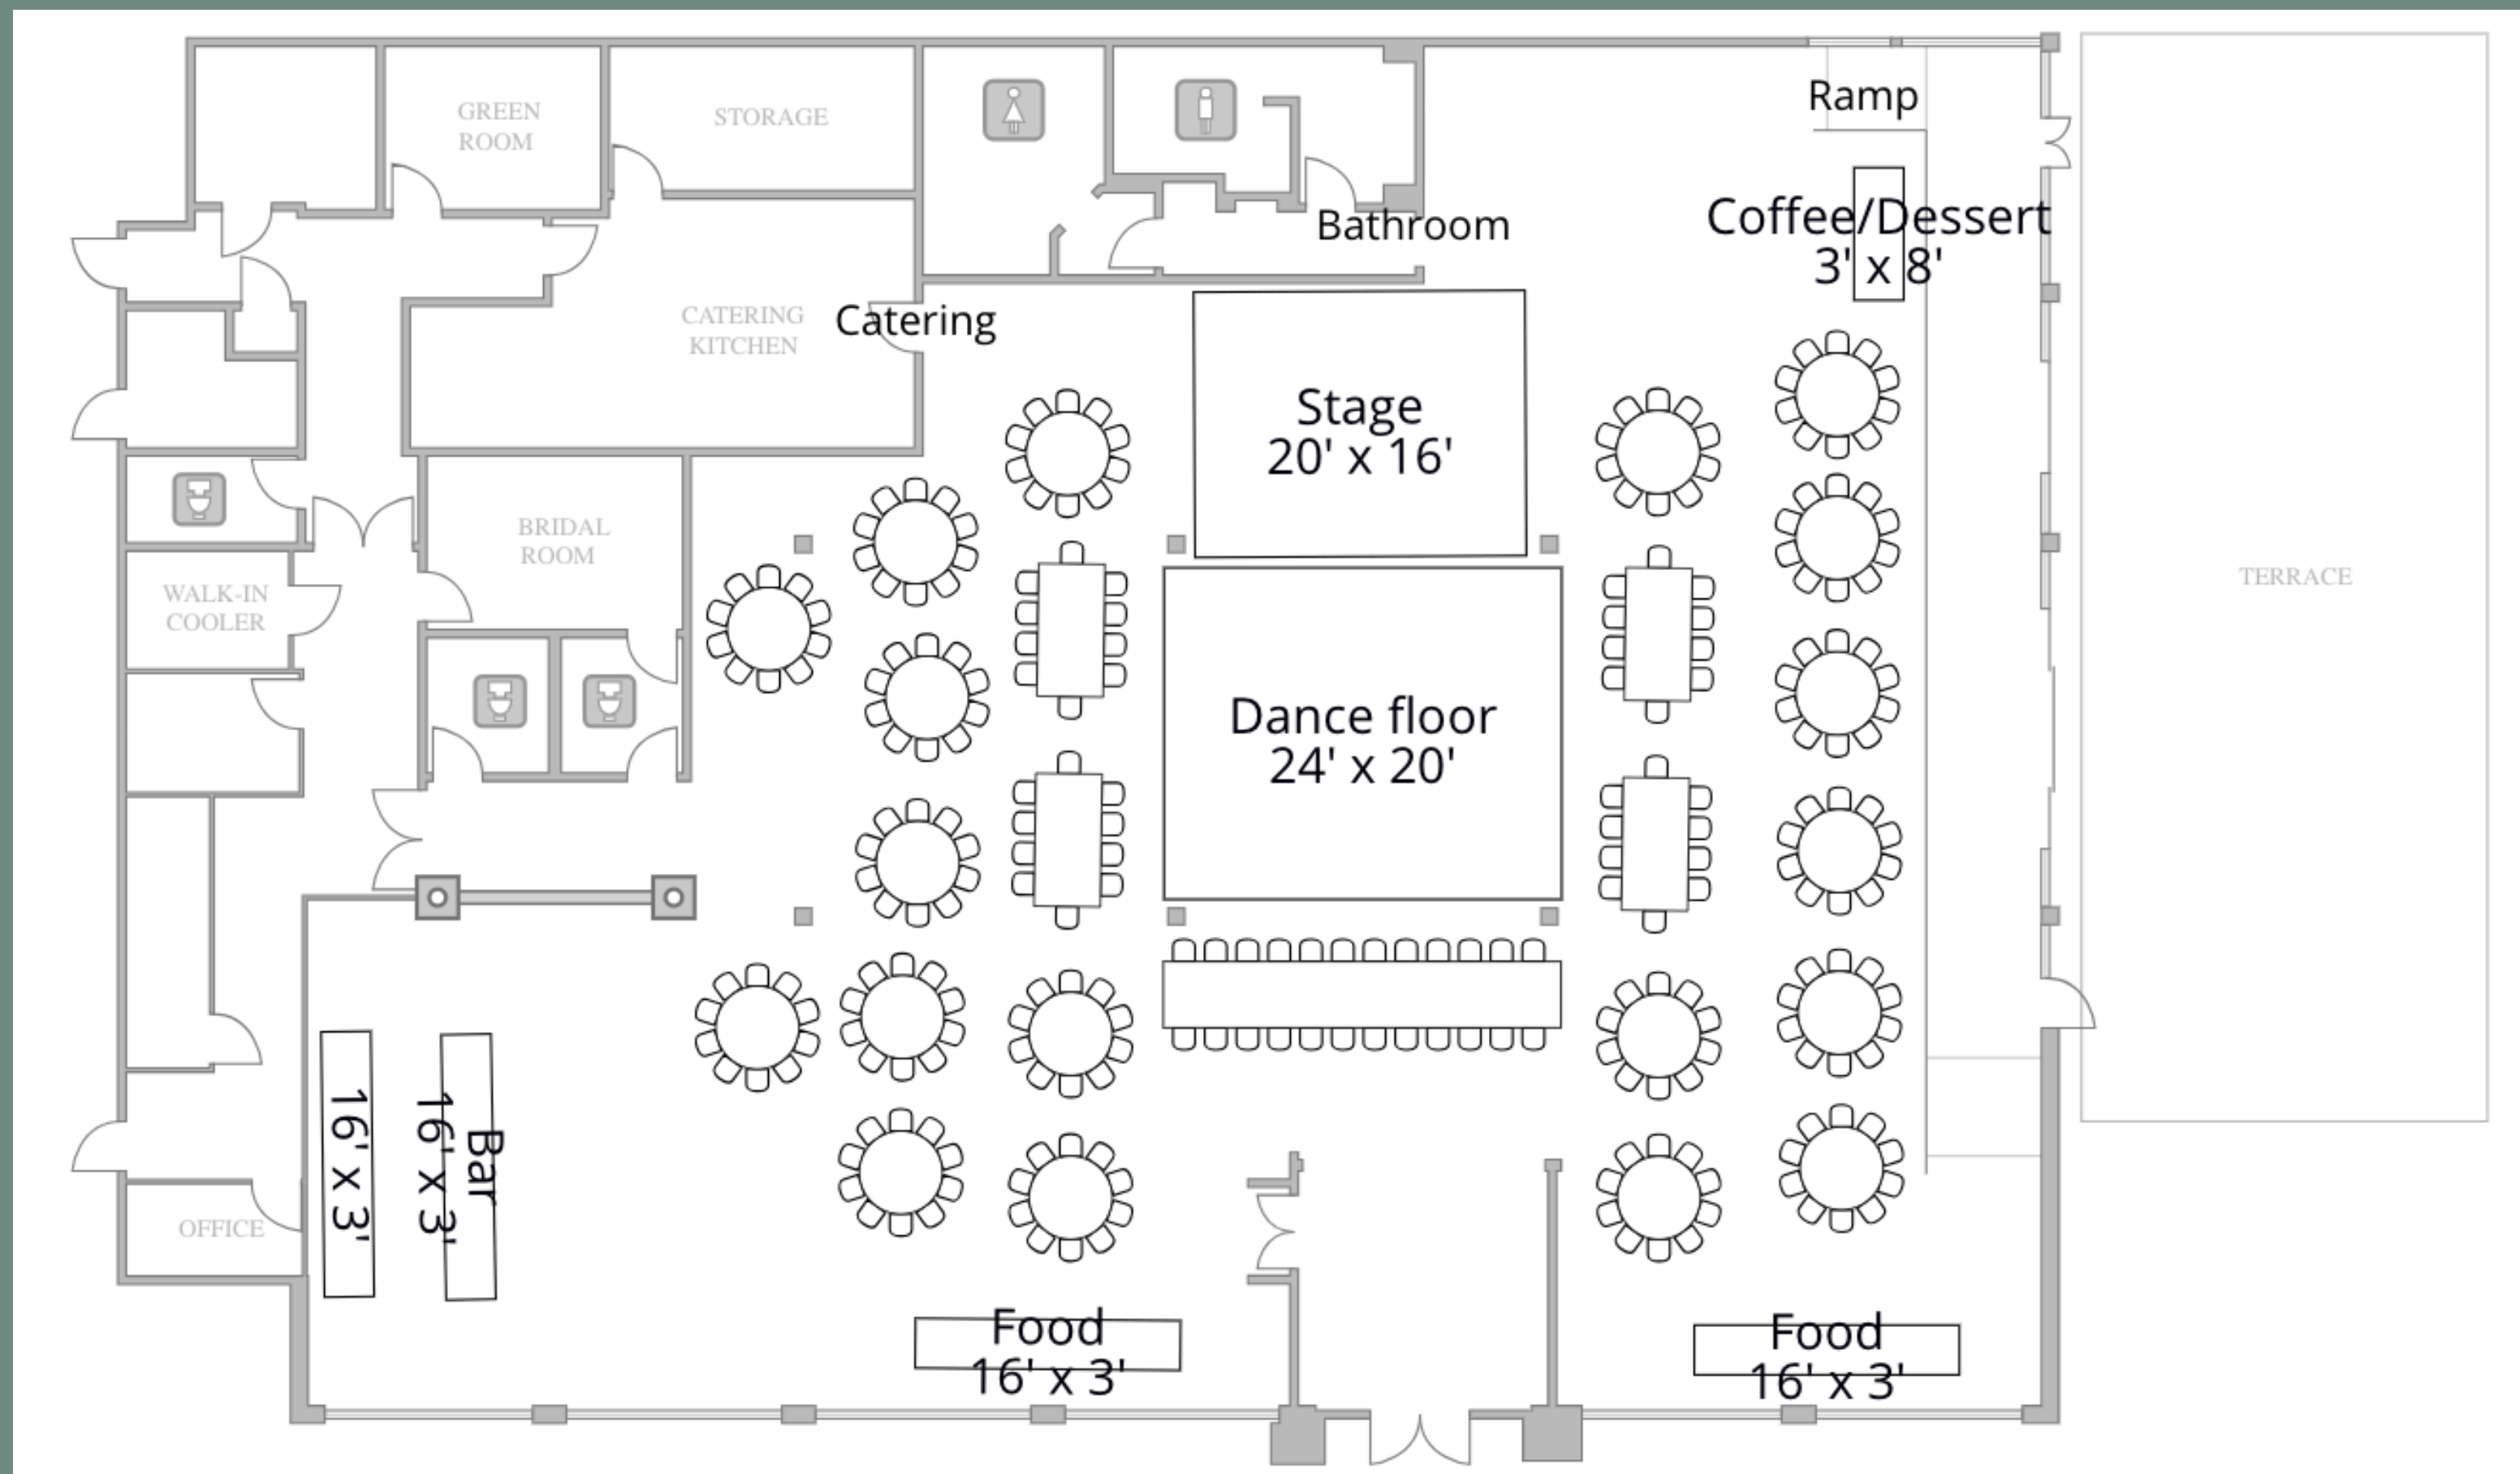 GREEN
ROOM
STORAGE
Ramp
Bathroom
Coffee/Dessert
3' x 8'
CATERING
KITCHEN
Catering
Stage
20' x 16'
BRIDAL
ROOM
WALK-IN
COOLER
TERRACE
Dance floor
24' x 20'
16' x 3'
Bar
16' x 3'
OFFICE
Food
16' x 3'
Food
16' x 3'